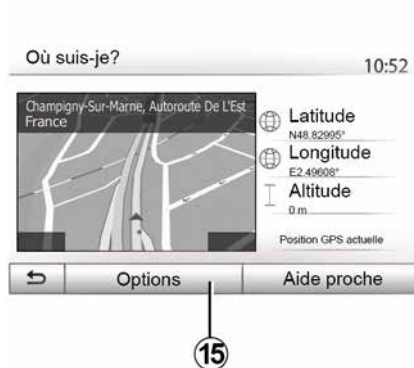 Où suis-je?
10:52
Champigny-Sur-Marne, Autoroute De L'Est
France
Latitude
N48.82995°
Longitude
E2.49608°
Altitude
0 m
Position GPS actuelle
Options
Aide proche
15